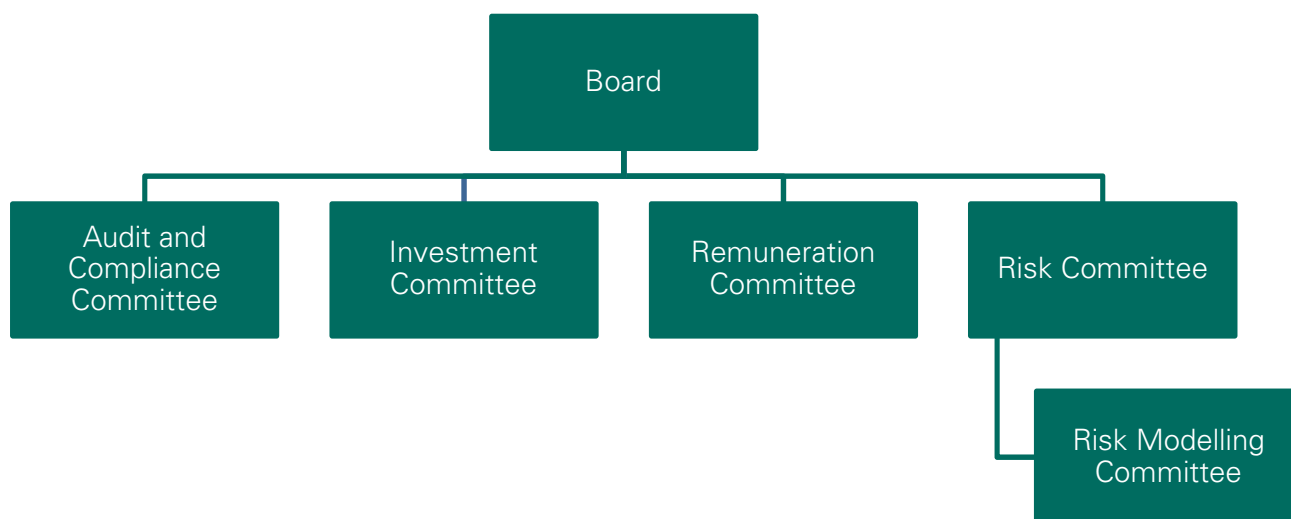 Board
Audit and
Compliance
Committee
Investment
Committee
Remuneration
Committee
Risk Committee
Risk Modelling
Committee